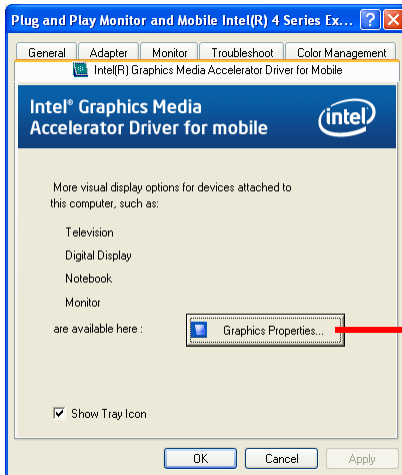 Plug and Play Monitor and Mobile Intel(R) 4 Series Ex...
General Adapter Monitor Troubleshoot Color Management
Intel(R) Graphics Media Accelerator Driver for Mobile
Intel® Graphics Media
Accelerator Driver for mobile
intel
More visual display options for devices attached to
this computer, such as:
Television
Digital Display
Notebook
Monitor
are available here :
Graphics Properties...
Show Tray Icon
OK Cancel Apply